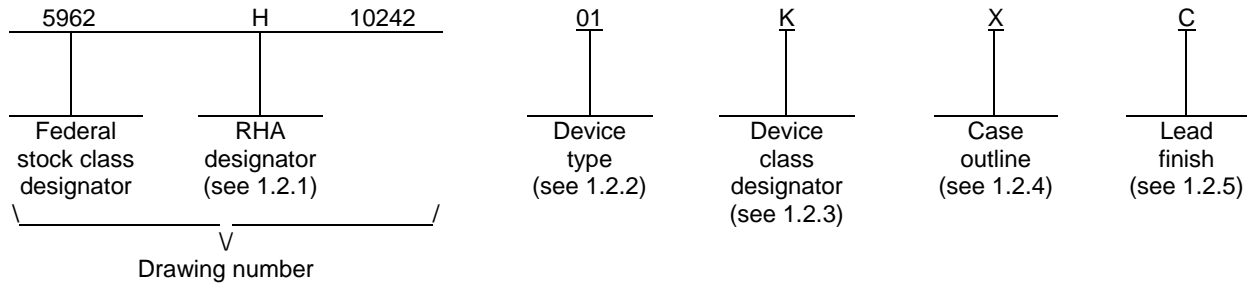 5962 H 10242 01 K X C
Federal stock class designator
RHA designator (see 1.2.1)
Device type (see 1.2.2)
Device class designator (see 1.2.3)
Case outline (see 1.2.4)
Lead finish (see 1.2.5)
Drawing number